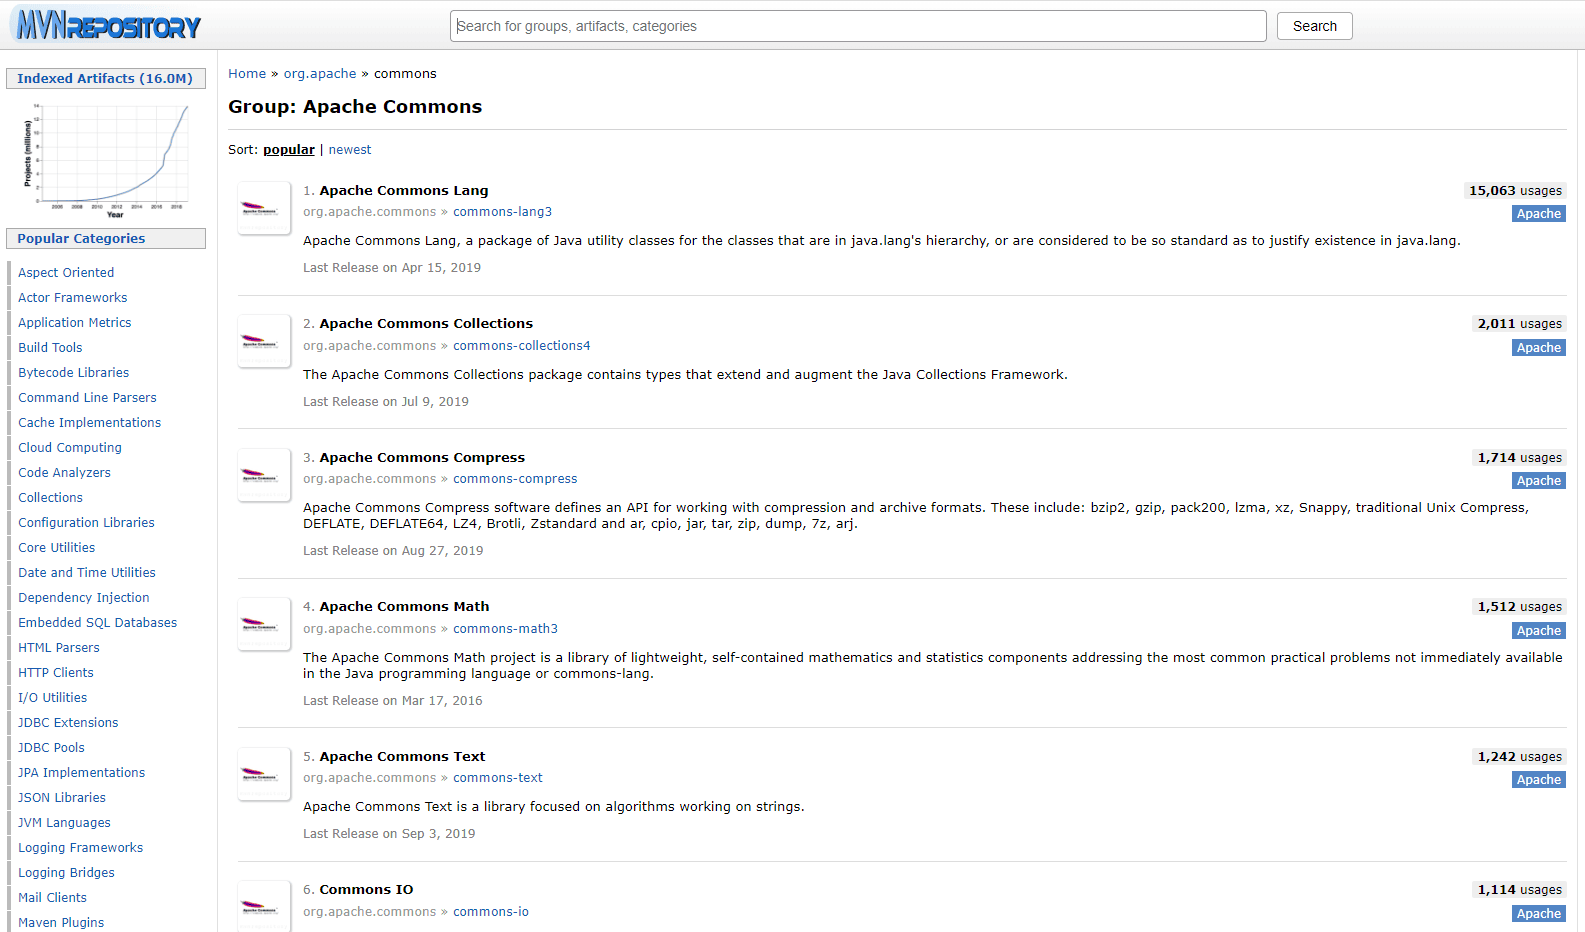 MVNREPOSITORY
Search for groups, artifacts, categories
Search
Indexed Artifacts (16.0M)
Projects (millions)
14
12
10
8
6
4
2
0
2006 2008 2010 2012 2014 2016 2018
Year
Popular Categories
Aspect Oriented
Actor Frameworks
Application Metrics
Build Tools
Bytecode Libraries
Command Line Parsers
Cache Implementations
Cloud Computing
Code Analyzers
Collections
Configuration Libraries
Core Utilities
Date and Time Utilities
Dependency Injection
Embedded SQL Databases
HTML Parsers
HTTP Clients
I/O Utilities
JDBC Extensions
JDBC Pools
JPA Implementations
JSON Libraries
JVM Languages
Logging Frameworks
Logging Bridges
Mail Clients
Maven Plugins
Home » org.apache » commons
Group: Apache Commons
Sort: popular | newest
1. Apache Commons Lang
15,063 usages
org.apache.commons » commons-lang3
Apache
Apache Commons Lang, a package of Java utility classes for the classes that are in java.lang's hierarchy, or are considered to be so standard as to justify existence in java.lang.
Last Release on Apr 15, 2019
2. Apache Commons Collections
2,011 usages
org.apache.commons » commons-collections4
Apache
The Apache Commons Collections package contains types that extend and augment the Java Collections Framework.
Last Release on Jul 9, 2019
3. Apache Commons Compress
1,714 usages
org.apache.commons » commons-compress
Apache
Apache Commons Compress software defines an API for working with compression and archive formats. These include: bzip2, gzip, pack200, lzma, xz, Snappy, traditional Unix Compress,
DEFLATE, DEFLATE64, LZ4, Brotli, Zstandard and ar, cpio, jar, tar, zip, dump, 7z, arj.
Last Release on Aug 27, 2019
4. Apache Commons Math
1,512 usages
org.apache.commons » commons-math3
Apache
The Apache Commons Math project is a library of lightweight, self-contained mathematics and statistics components addressing the most common practical problems not immediately available
in the Java programming language or commons-lang.
Last Release on Mar 17, 2016
5. Apache Commons Text
1,242 usages
org.apache.commons » commons-text
Apache
Apache Commons Text is a library focused on algorithms working on strings.
Last Release on Sep 3, 2019
6. Commons IO
1,114 usages
org.apache.commons » commons-io
Apache